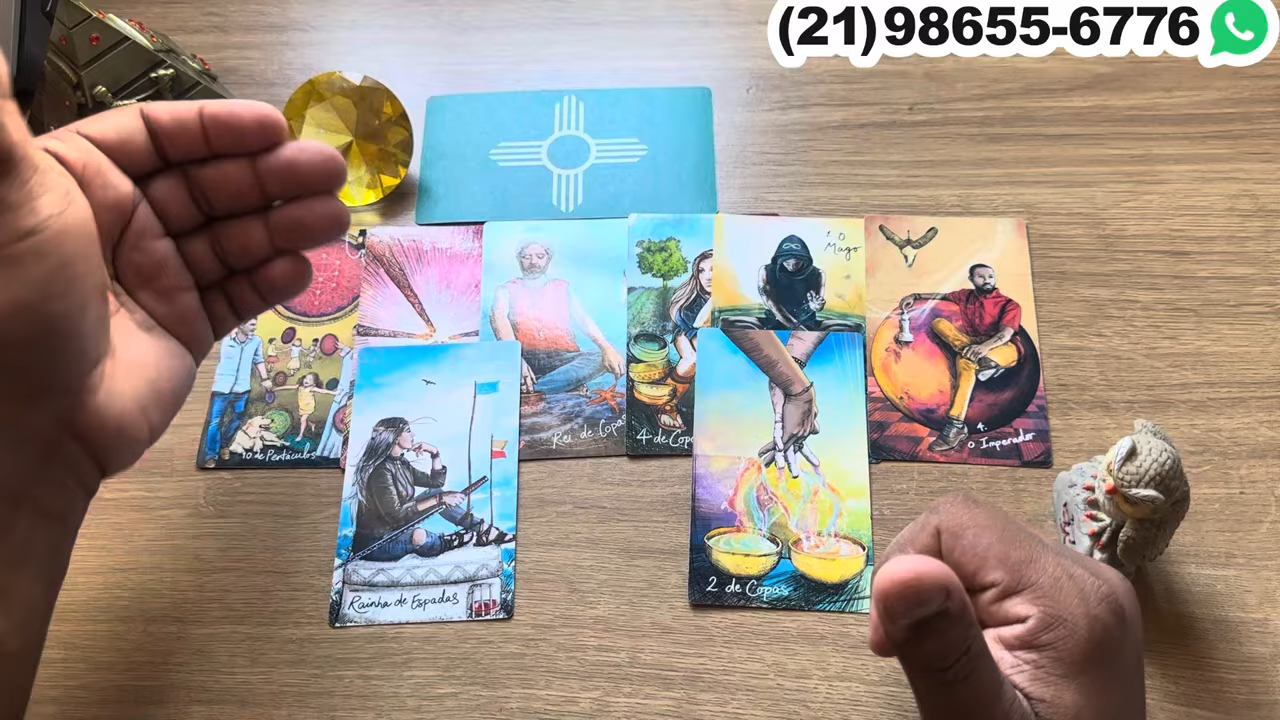 (21)98655-6776
1. O
Mago
10 de Pentáculos
Rei de Copas
4 de Copas
4.
O Imperador
Rainha de Espadas
2 de Copas